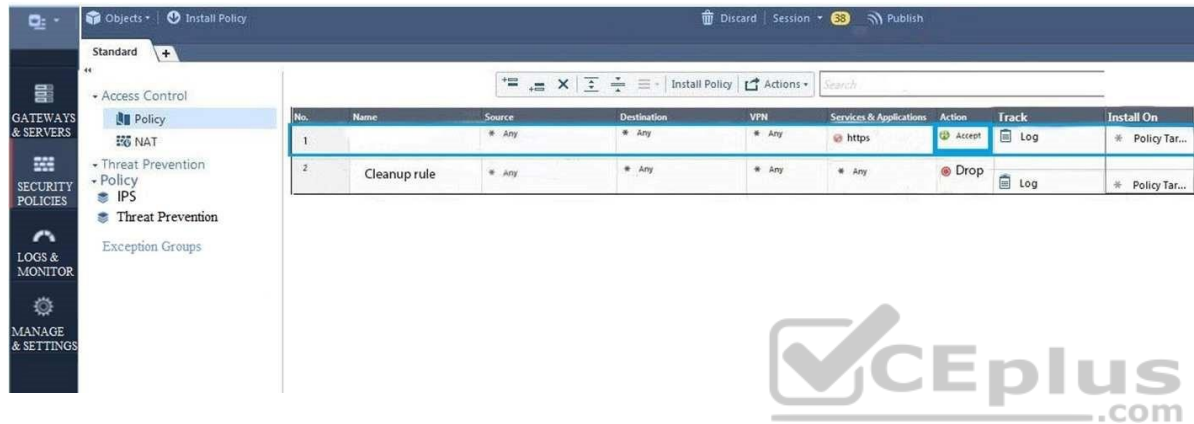 Objects Install Policy Discard Session 38 Publish
Standard +
Access Control
Policy
NAT
Threat Prevention
Policy
IPS
Threat Prevention
Exception Groups
GATEWAYS
& SERVERS
SECURITY
POLICIES
LOGS &
MONITOR
MANAGE
& SETTINGS
Install Policy Actions Search
No. Name Source Destination VPN Services & Applications Action Track Install On
1 * Any * Any * Any https Accept Log * Policy Tar...
2 Cleanup rule * Any * Any * Any * Any Drop Log * Policy Tar...
VCEplus
.com